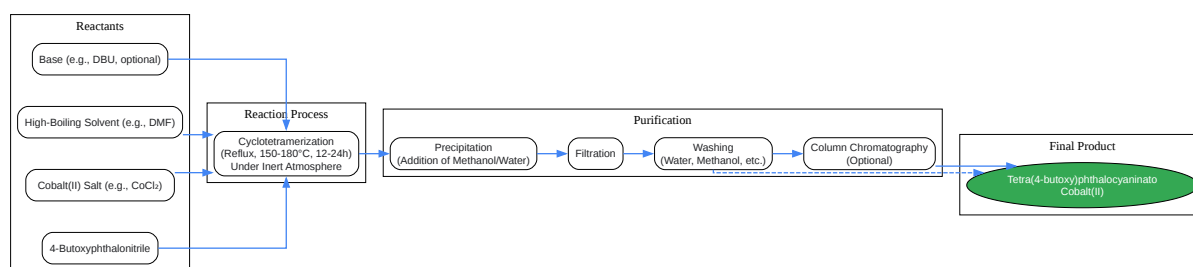 Reactants
Base (e.g., DBU, optional)
High-Boiling Solvent (e.g., DMF)
Cobalt(II) Salt (e.g., CoCl₂)
4-Butoxyphthalonitrile
Reaction Process
Cyclotetramerization
(Reflux, 150-180°C, 12-24h)
Under Inert Atmosphere
Purification
Precipitation
(Addition of Methanol/Water)
Filtration
Washing
(Water, Methanol, etc.)
Column Chromatography
(Optional)
Final Product
Tetra(4-butoxy)phthalocyaninato
Cobalt(II)